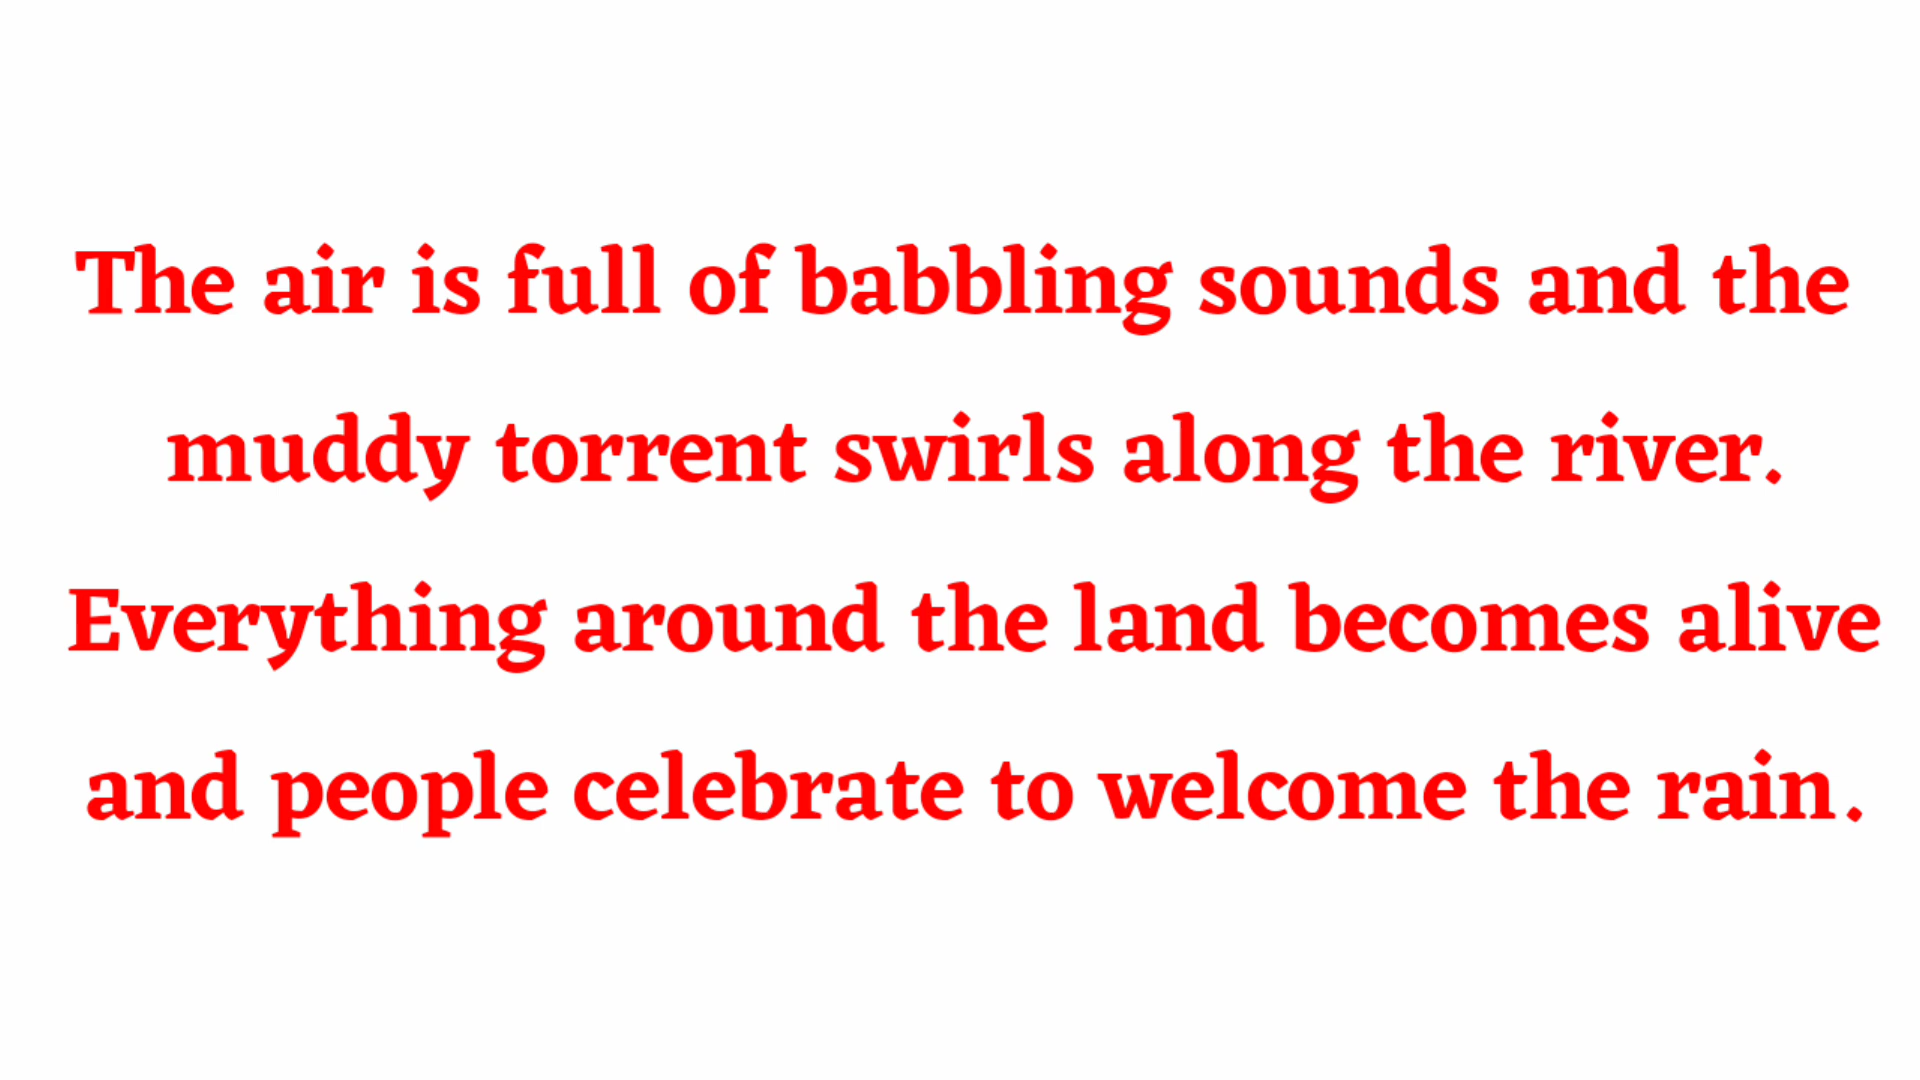 The air is full of babbling sounds and the
muddy torrent swirls along the river.
Everything around the land becomes alive
and people celebrate to welcome the rain.